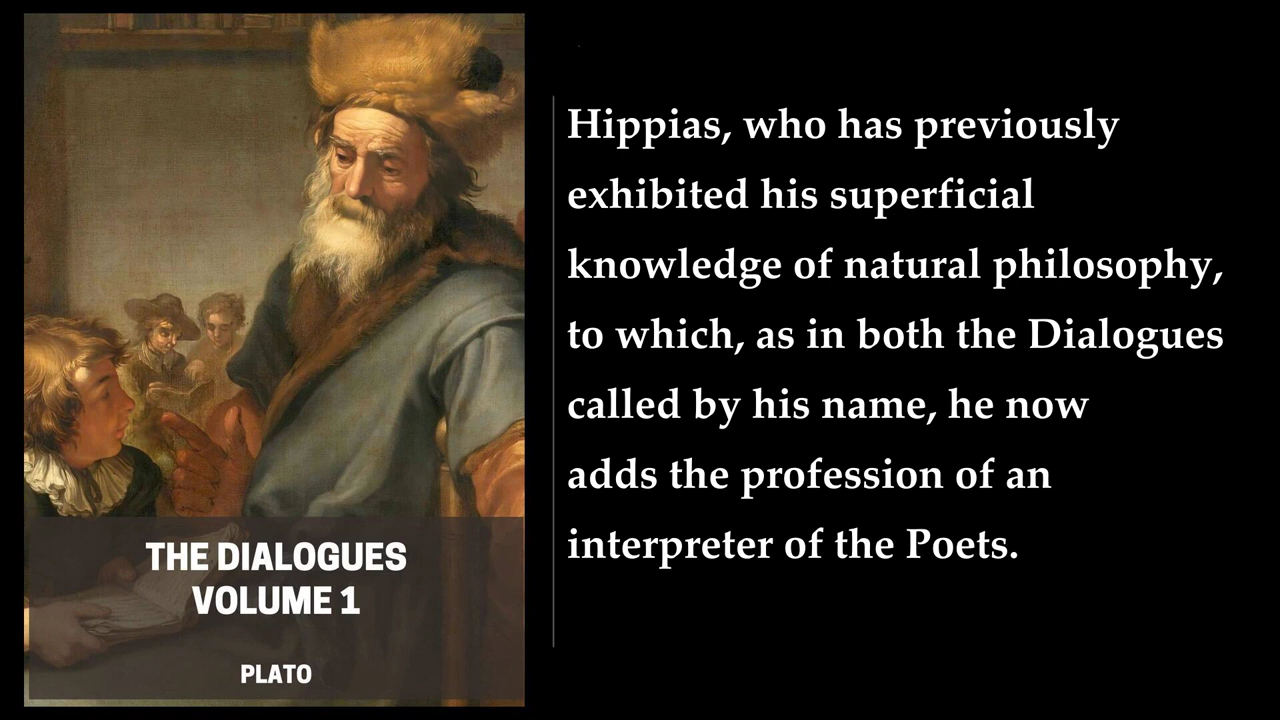 Hippias, who has previously
exhibited his superficial
knowledge of natural philosophy,
to which, as in both the Dialogues
called by his name, he now
adds the profession of an
interpreter of the Poets.
THE DIALOGUES
VOLUME 1
PLATO